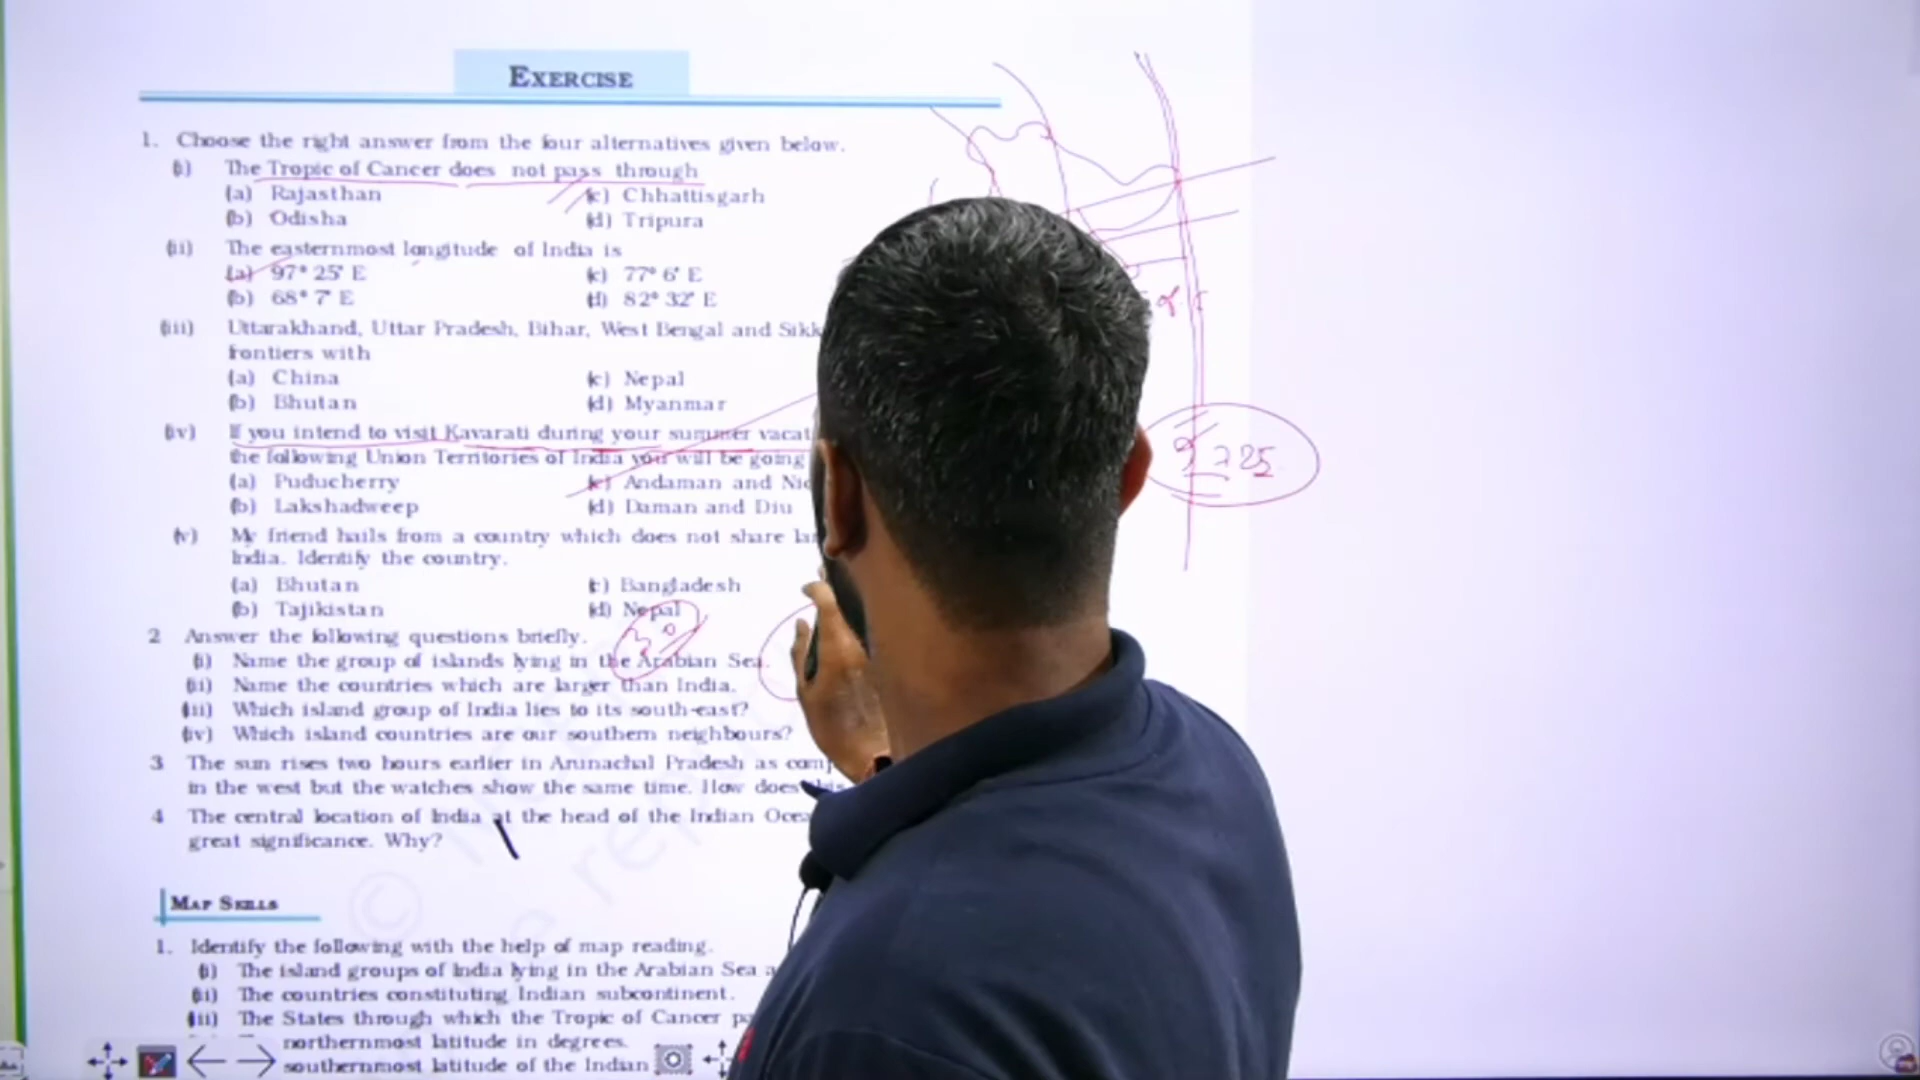 EXERCISE
1. Choose the right answer from the four alternatives given below.
(i) The Tropic of Cancer does not pass through
(a) Rajasthan (c) Chhattisgarh
(b) Odisha (d) Tripura
(ii) The easternmost longitude of India is
(a) 97° 25' E (c) 77° 6' E
(b) 68° 7' E (d) 82° 32' E
(iii) Uttarakhand, Uttar Pradesh, Bihar, West Bengal and Sikk
frontiers with
(a) China (c) Nepal
(b) Bhutan (d) Myanmar
(iv) If you intend to visit Kavarati during your summer vacat
the following Union Territories of India you will be going
(a) Puducherry (c) Andaman and Nic
(b) Lakshadweep (d) Daman and Diu
(v) My friend hails from a country which does not share la
India. Identify the country.
(a) Bhutan (c) Bangladesh
(b) Tajikistan (d) Nepal
30
2 Answer the following questions briefly.
(i) Name the group of islands lying in the Arabian Sea.
(ii) Name the countries which are larger than India.
(iii) Which island group of India lies to its south-east?
(iv) Which island countries are our southern neighbours?
3 The sun rises two hours earlier in Arunachal Pradesh as comp
in the west but the watches show the same time. How does this
4 The central location of India at the head of the Indian Ocea
great significance. Why?
MAP SKILLS
1. Identify the following with the help of map reading.
(i) The island groups of India lying in the Arabian Sea a
(ii) The countries constituting Indian subcontinent.
(iii) The States through which the Tropic of Cancer pa
northernmost latitude in degrees.
southernmost latitude of the Indian
9725